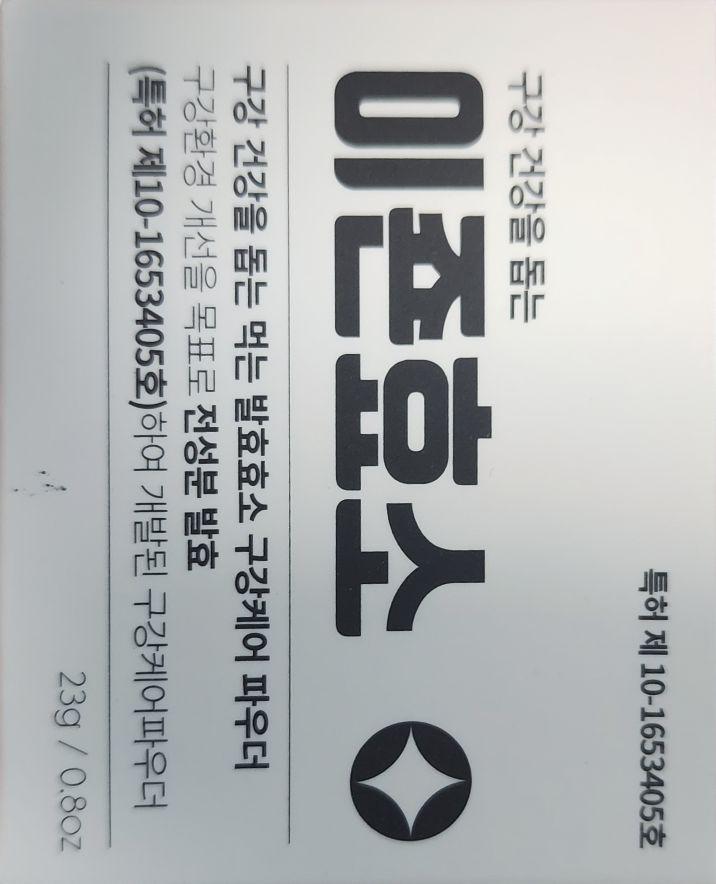 특허 제 10-1653405호
구강 건강을 돕는
이존효소
구강 건강을 돕는 먹는 발효효소 구강케어 파우더
구강환경 개선을 목표로 전성분 발효
(특허 제10-1653405호)하여 개발된 구강케어파우더
23g / 0.8oz